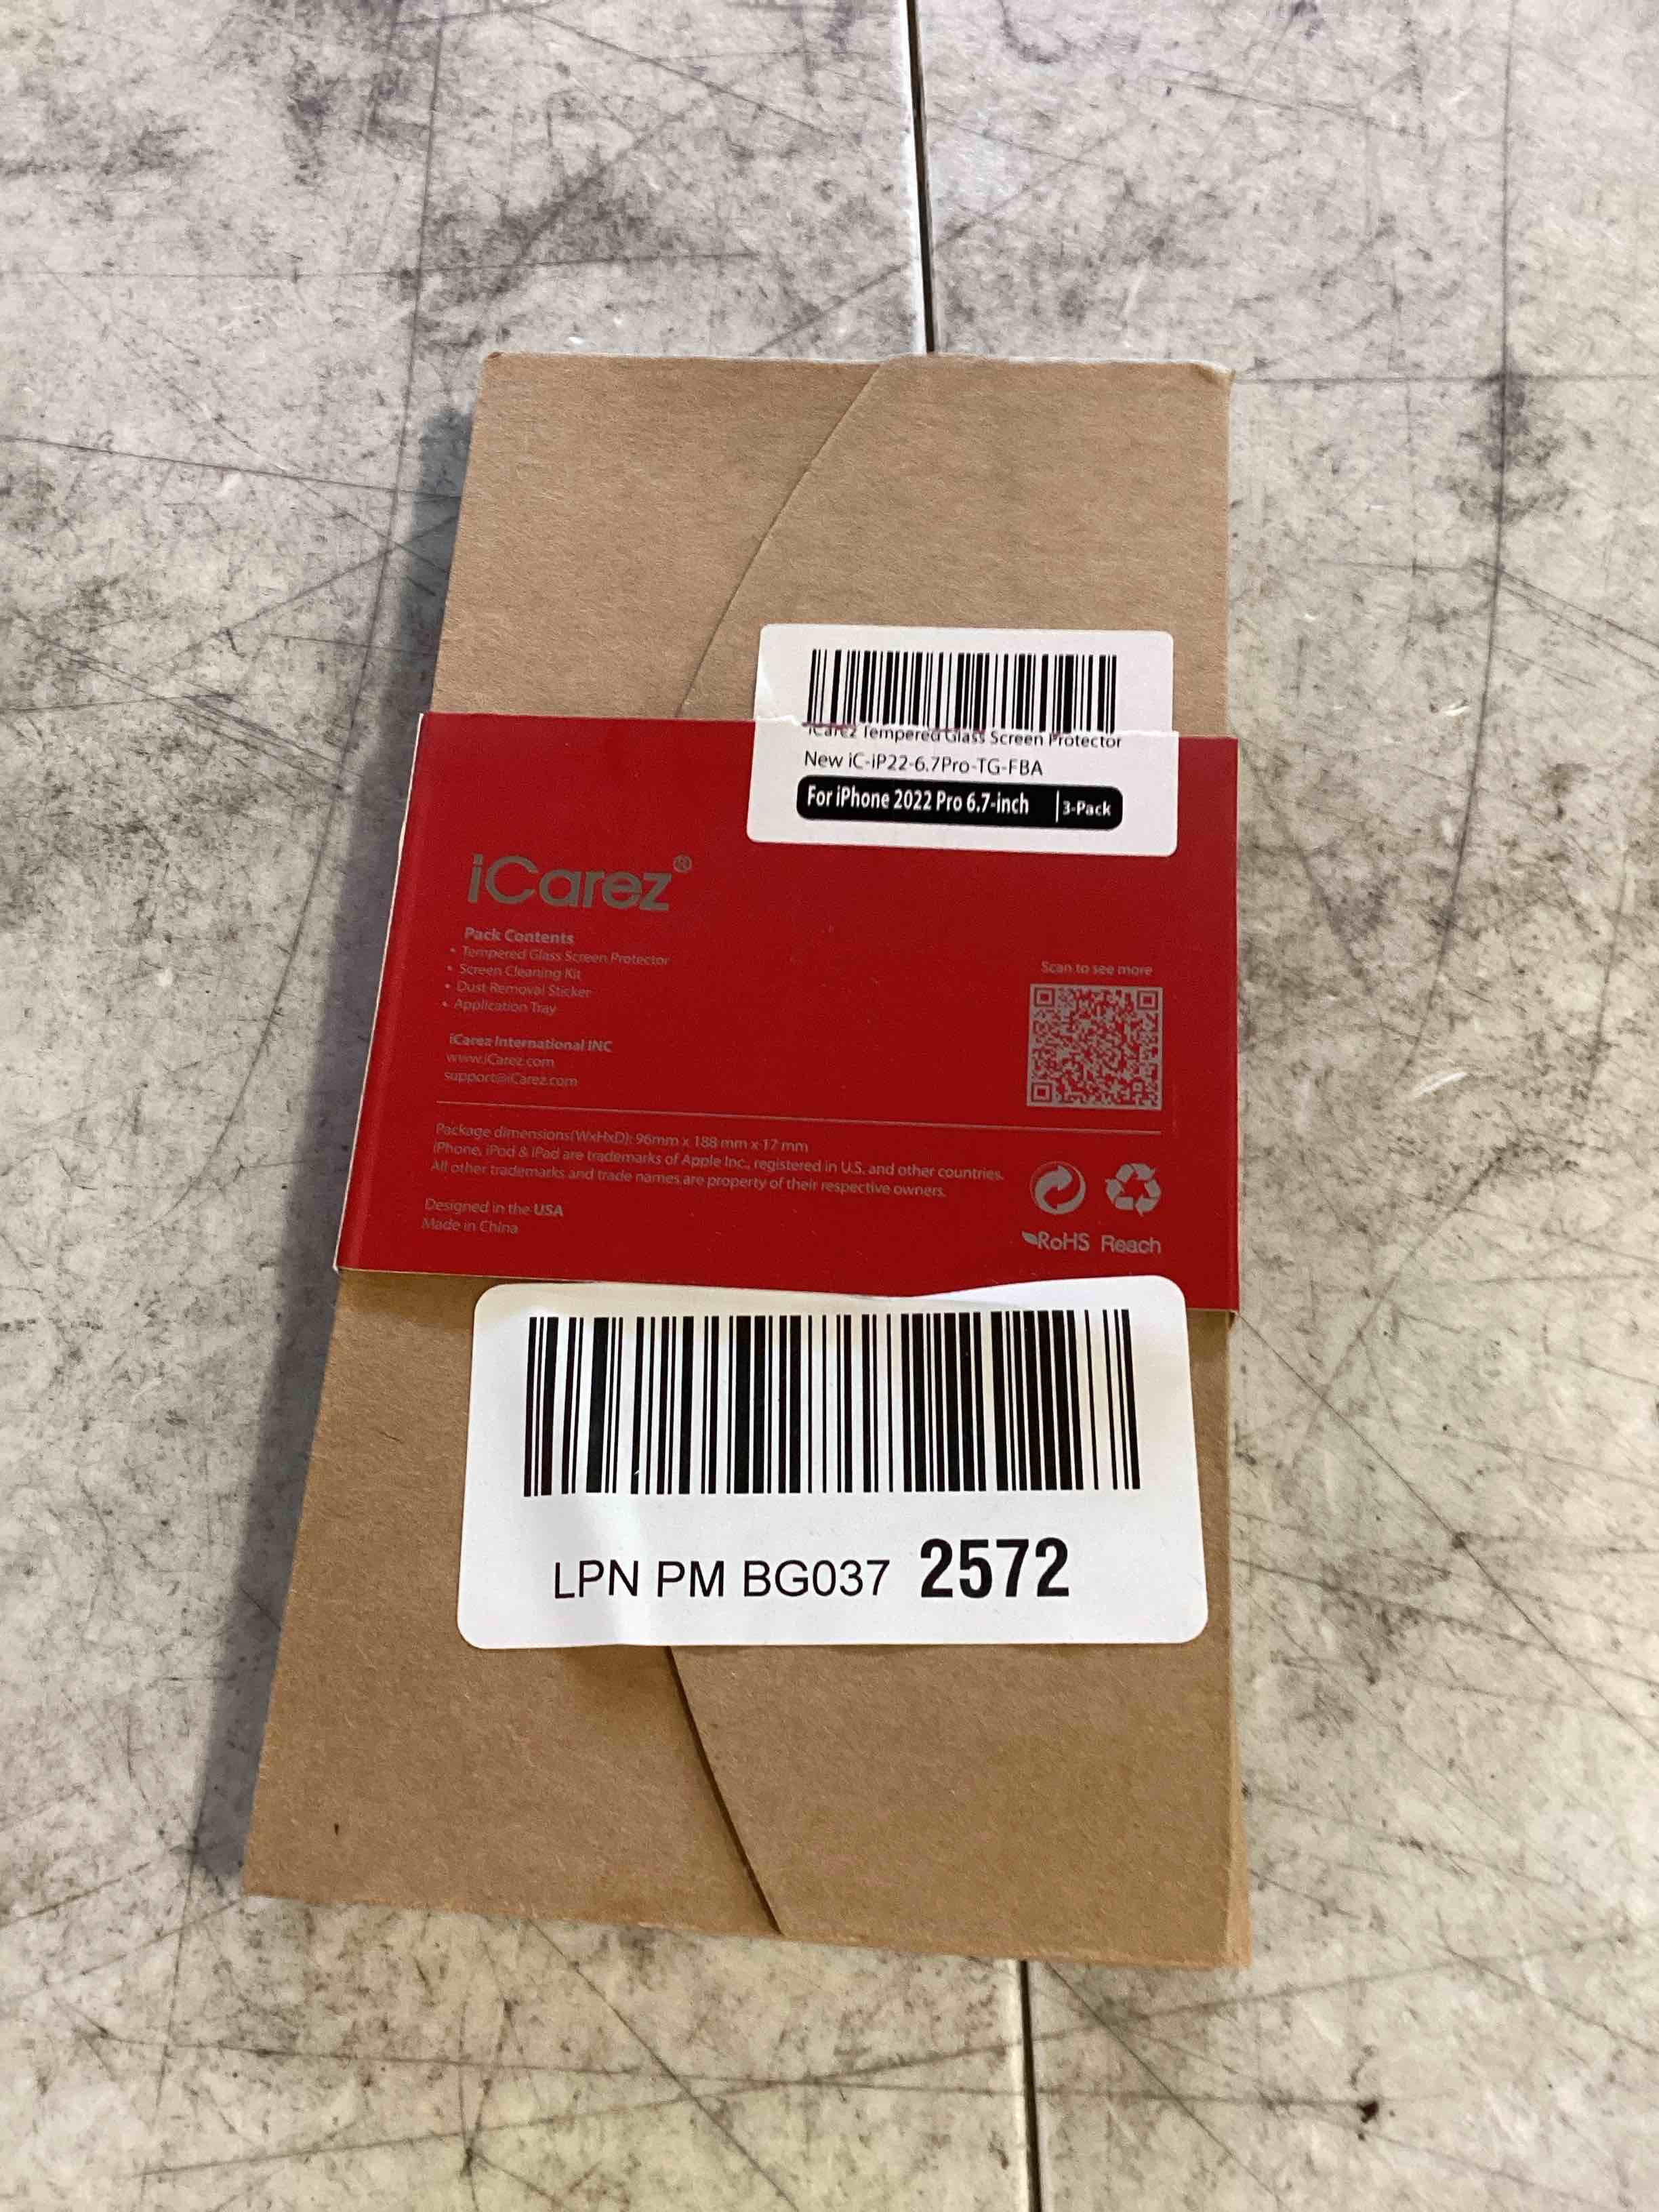 iCarez Tempered Glass Screen Protector
New iC-iP22-6.7Pro-TG-FBA
For iPhone 2022 Pro 6.7-inch | 3-Pack
iCarez®
Pack Contents
• Tempered Glass Screen Protector
• Screen Cleaning Kit
• Dust Removal Sticker
• Application Tray
iCarez International INC
www.iCarez.com
support@iCarez.com
Scan to see more
Package dimensions(WxHxD): 96mm x 188 mm x 17 mm
iPhone, iPod & iPad are trademarks of Apple Inc., registered in U.S. and other countries.
All other trademarks and trade names are property of their respective owners.
Designed in the USA
Made in China
RoHS Reach
LPN PM BG037 2572